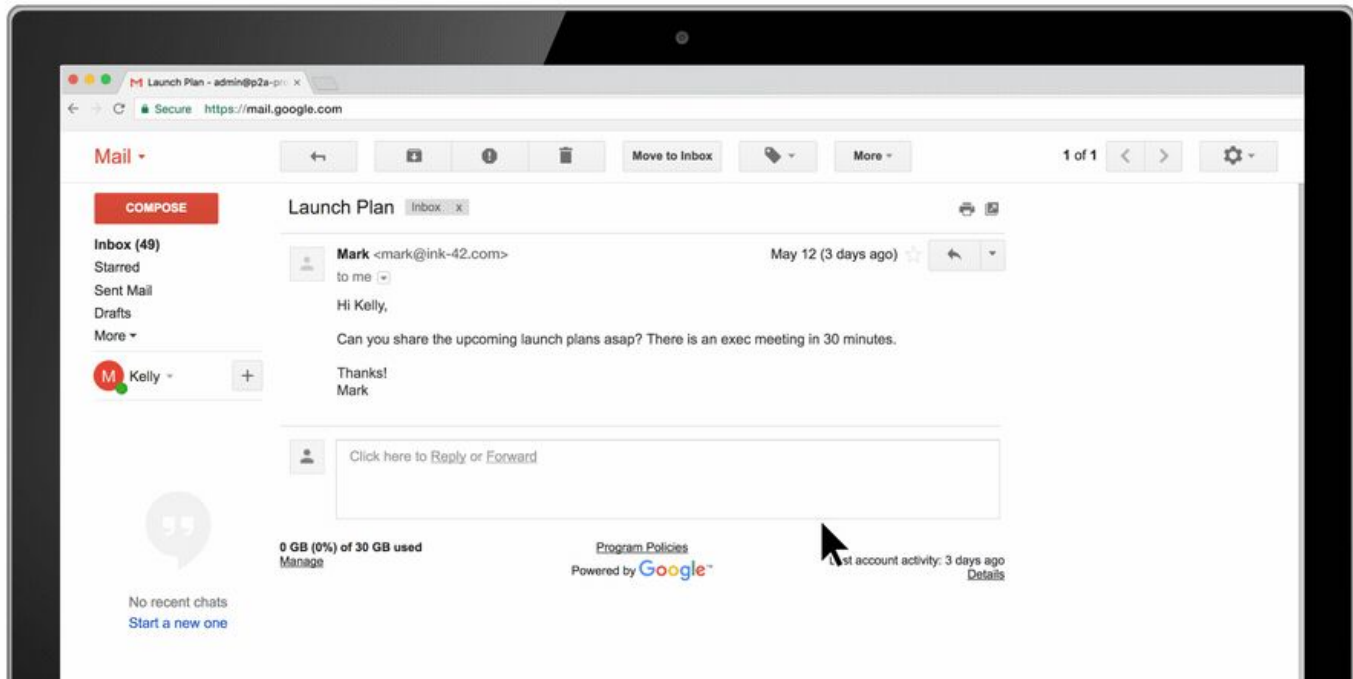 Launch Plan - admin@p2a-pr
Secure https://mail.google.com
Mail
Move to Inbox
More
1 of 1
COMPOSE
Launch Plan Inbox x
Inbox (49)
Starred
Sent Mail
Drafts
More
M Kelly
Mark <mark@ink-42.com> May 12 (3 days ago)
to me
Hi Kelly,
Can you share the upcoming launch plans asap? There is an exec meeting in 30 minutes.
Thanks!
Mark
Click here to Reply or Forward
0 GB (0%) of 30 GB used
Manage
Program Policies
Powered by Google™
account activity: 3 days ago
Details
No recent chats
Start a new one